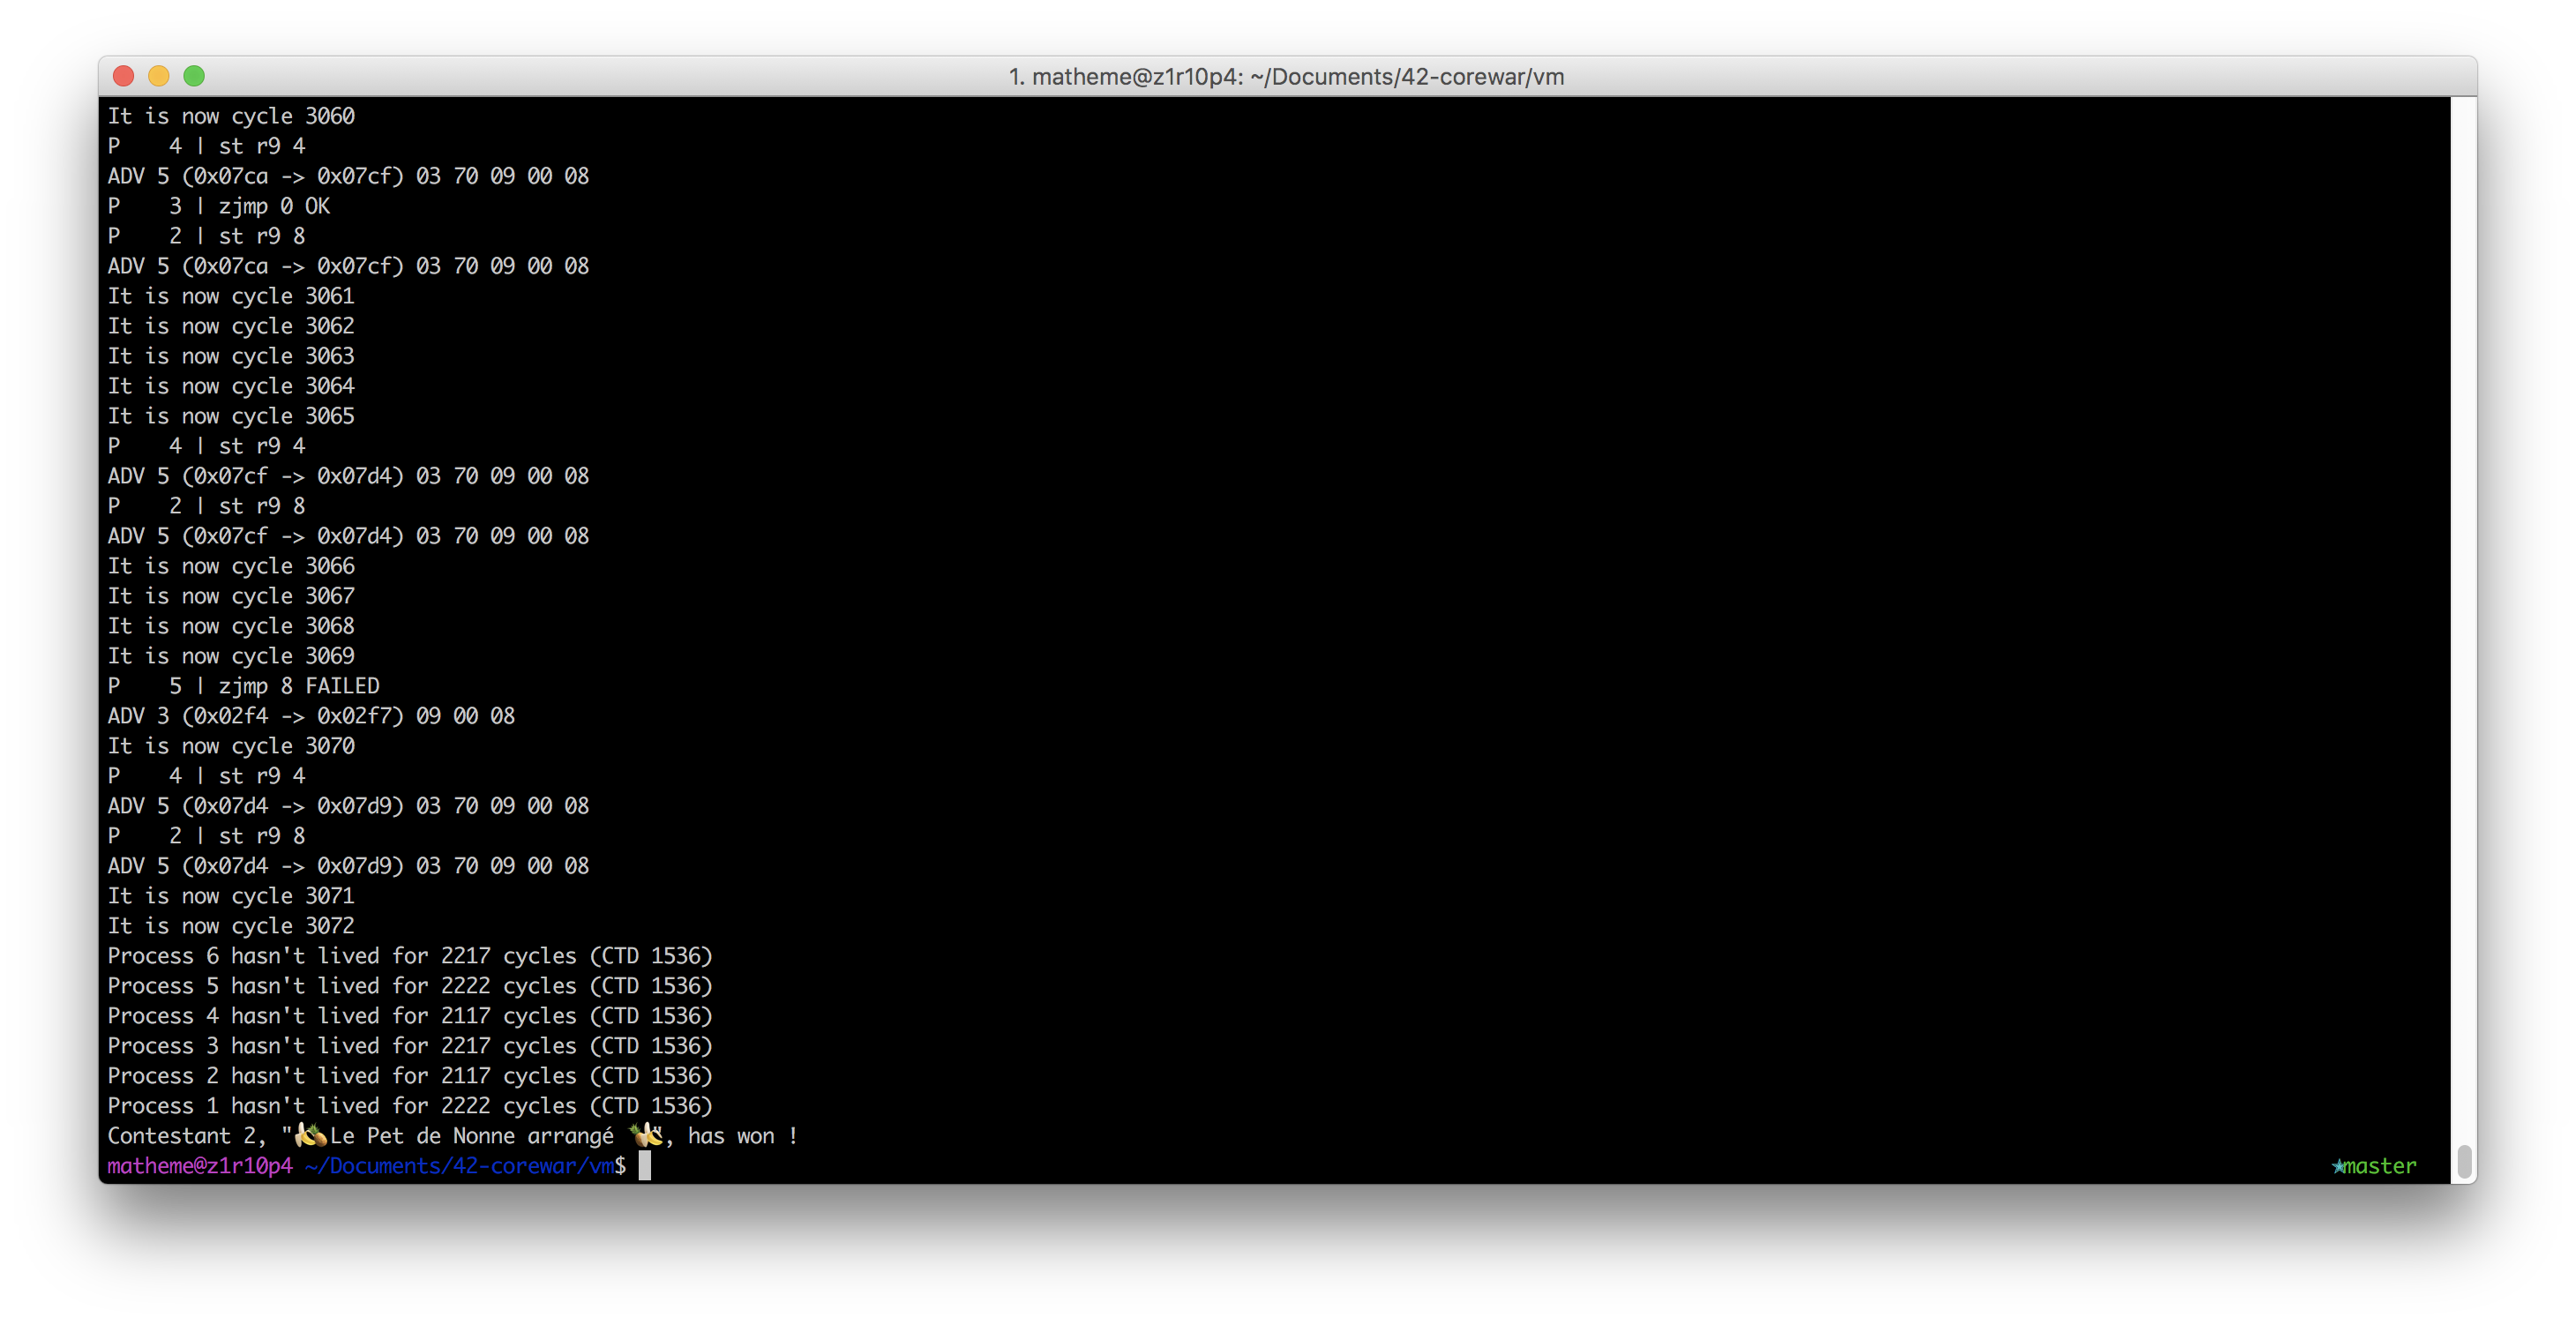 1. matheme@z1r10p4: ~/Documents/42-corewar/vm
It is now cycle 3060
P    4 | st r9 4
ADV 5 (0x07ca -> 0x07cf) 03 70 09 00 08
P    3 | zjmp 0 OK
P    2 | st r9 8
ADV 5 (0x07ca -> 0x07cf) 03 70 09 00 08
It is now cycle 3061
It is now cycle 3062
It is now cycle 3063
It is now cycle 3064
It is now cycle 3065
P    4 | st r9 4
ADV 5 (0x07cf -> 0x07d4) 03 70 09 00 08
P    2 | st r9 8
ADV 5 (0x07cf -> 0x07d4) 03 70 09 00 08
It is now cycle 3066
It is now cycle 3067
It is now cycle 3068
It is now cycle 3069
P    5 | zjmp 8 FAILED
ADV 3 (0x02f4 -> 0x02f7) 09 00 08
It is now cycle 3070
P    4 | st r9 4
ADV 5 (0x07d4 -> 0x07d9) 03 70 09 00 08
P    2 | st r9 8
ADV 5 (0x07d4 -> 0x07d9) 03 70 09 00 08
It is now cycle 3071
It is now cycle 3072
Process 6 hasn't lived for 2217 cycles (CTD 1536)
Process 5 hasn't lived for 2222 cycles (CTD 1536)
Process 4 hasn't lived for 2117 cycles (CTD 1536)
Process 3 hasn't lived for 2217 cycles (CTD 1536)
Process 2 hasn't lived for 2117 cycles (CTD 1536)
Process 1 hasn't lived for 2222 cycles (CTD 1536)
Contestant 2, "🍌🍍Le Pet de Nonne arrangé 🍍🍌", has won !
matheme@z1r10p4 ~/Documents/42-corewar/vm$ ✭master